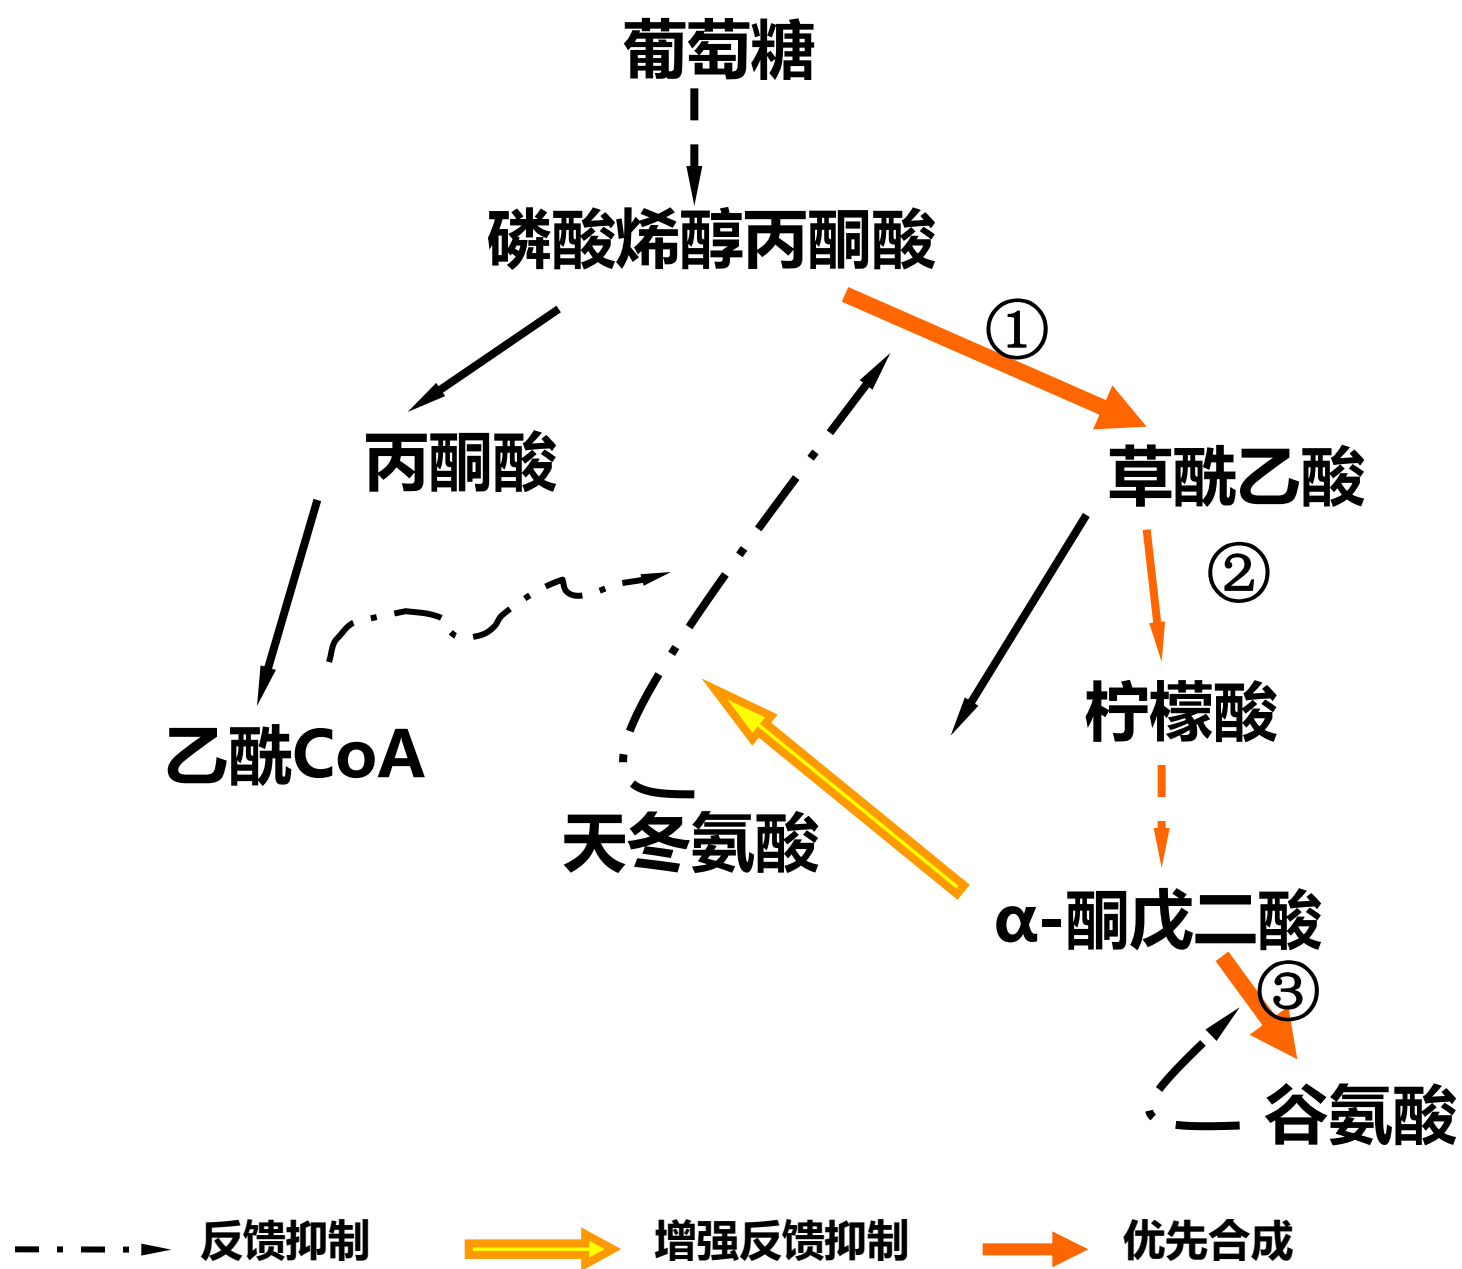 葡萄糖
磷酸烯醇丙酮酸
①
丙酮酸
草酰乙酸
②
柠檬酸
乙酰CoA
天冬氨酸
α-酮戊二酸
③
谷氨酸
反馈抑制
增强反馈抑制
优先合成